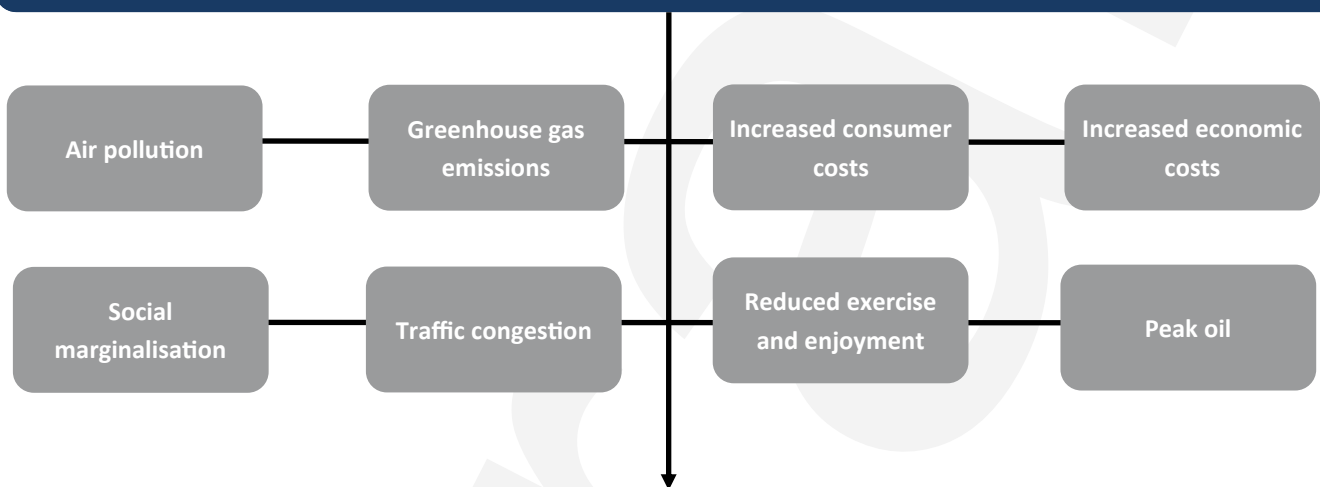 Air pollution
Greenhouse gas
emissions
Increased consumer
costs
Increased economic
costs
Social
marginalisation
Traffic congestion
Reduced exercise
and enjoyment
Peak oil